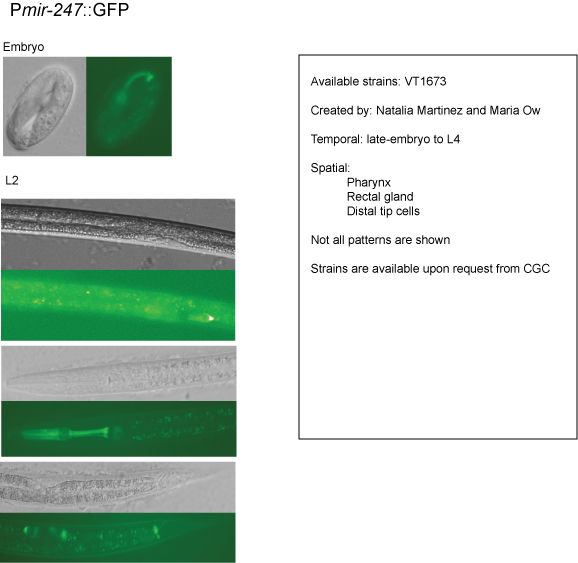 Pmir-247::GFP
Embryo
L2
Available strains: VT1673
Created by: Natalia Martinez and Maria Ow
Temporal: late-embryo to L4
Spatial:
Pharynx
Rectal gland
Distal tip cells
Not all patterns are shown
Strains are available upon request from CGC